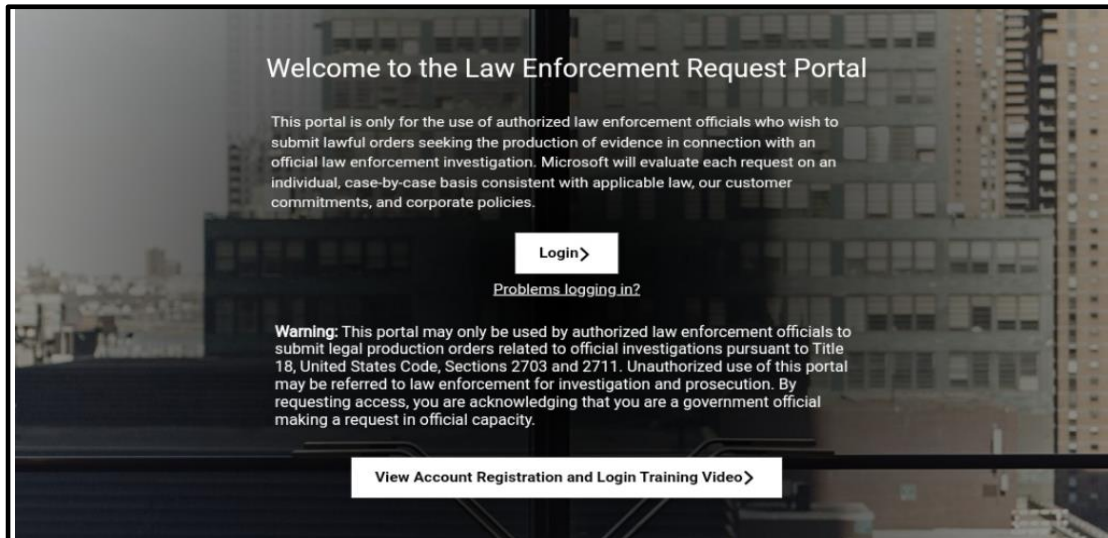 Welcome to the Law Enforcement Request Portal
This portal is only for the use of authorized law enforcement officials who wish to
submit lawful orders seeking the production of evidence in connection with an
official law enforcement investigation. Microsoft will evaluate each request on an
individual, case-by-case basis consistent with applicable law, our customer
commitments, and corporate policies.
Login
Problems logging in?
Warning: This portal may only be used by authorized law enforcement officials to
submit legal production orders related to official investigations pursuant to Title
18, United States Code, Sections 2703 and 2711. Unauthorized use of this portal
may be referred to law enforcement for investigation and prosecution. By
requesting access, you are acknowledging that you are a government official
making a request in official capacity.
View Account Registration and Login Training Video